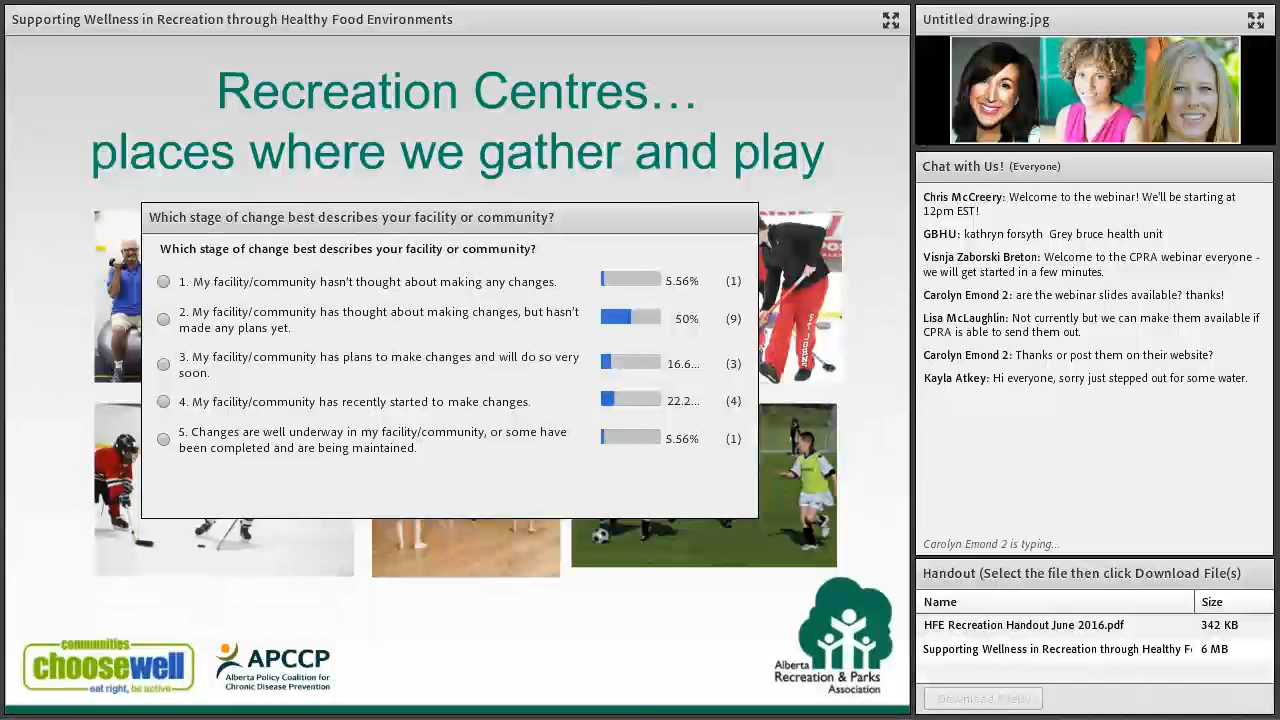 Supporting Wellness in Recreation through Healthy Food Environments
Recreation Centres…
places where we gather and play
Which stage of change best describes your facility or community?
Which stage of change best describes your facility or community?
1. My facility/community hasn't thought about making any changes. 5.56% (1)
2. My facility/community has thought about making changes, but hasn't
made any plans yet. 50% (9)
3. My facility/community has plans to make changes and will do so very
soon. 16.6... (3)
4. My facility/community has recently started to make changes. 22.2... (4)
5. Changes are well underway in my facility/community, or some have
been completed and are being maintained. 5.56% (1)
communities
choosewell
eat right, be active
APCCP
Alberta Policy Coalition for
Chronic Disease Prevention
Alberta
Recreation & Parks
Association
Untitled drawing.jpg
Chat with Us! (Everyone)
Chris McCreery: Welcome to the webinar! We'll be starting at
12pm EST!
GBHU: kathryn forsyth Grey bruce health unit
Visnja Zaborski Breton: Welcome to the CPRA webinar everyone -
we will get started in a few minutes.
Carolyn Emond 2: are the webinar slides available? thanks!
Lisa McLaughlin: Not currently but we can make them available if
CPRA is able to send them out.
Carolyn Emond 2: Thanks or post them on their website?
Kayla Atkey: Hi everyone, sorry just stepped out for some water.
Carolyn Emond 2 is typing...
Handout (Select the file then click Download File(s)
Name Size
HFE Recreation Handout June 2016.pdf 342 KB
Supporting Wellness in Recreation through Healthy 6 MB
Download File(s)